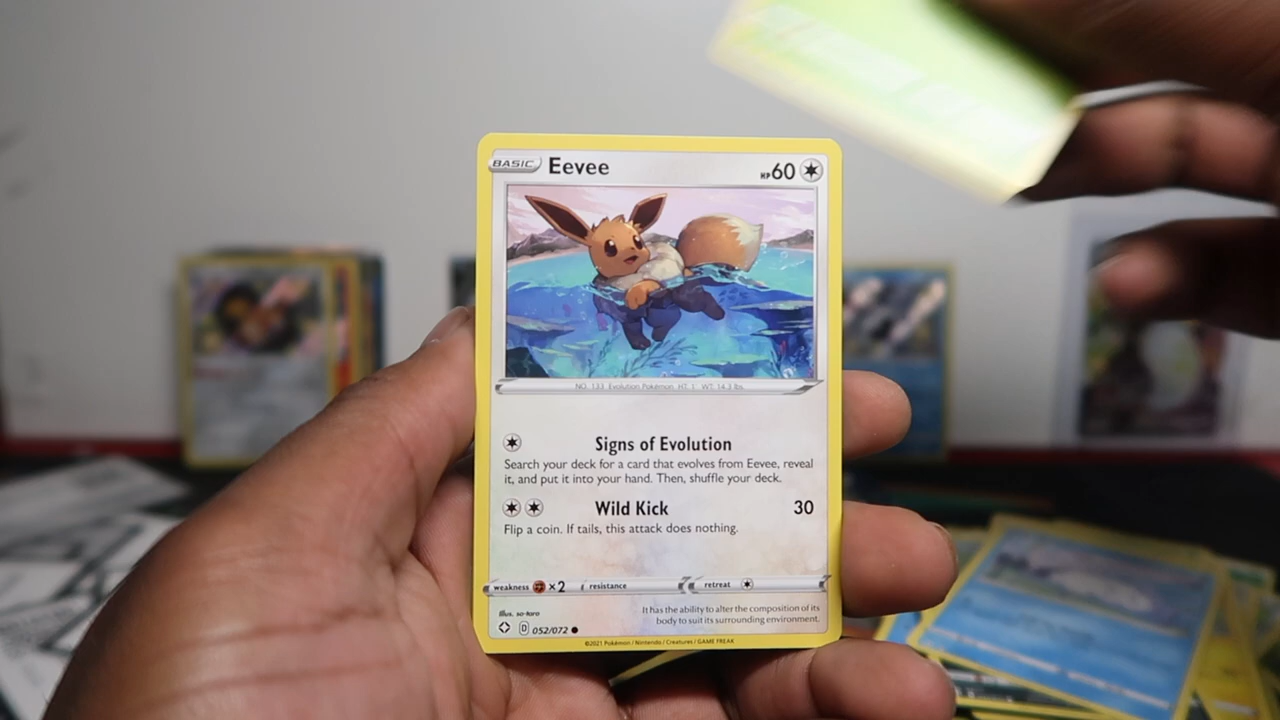 BASIC Eevee HP60
NO. 133 Evolution Pokémon HT: 1' WT: 14.3 lbs
Signs of Evolution
Search your deck for a card that evolves from Eevee, reveal
it, and put it into your hand. Then, shuffle your deck.
Wild Kick 30
Flip a coin. If tails, this attack does nothing.
weakness ×2 resistance retreat
Illus. so-taro
It has the ability to alter the composition of its
body to suit its surrounding environment.
D 052/072
©2021 Pokémon / Nintendo / Creatures / GAME FREAK